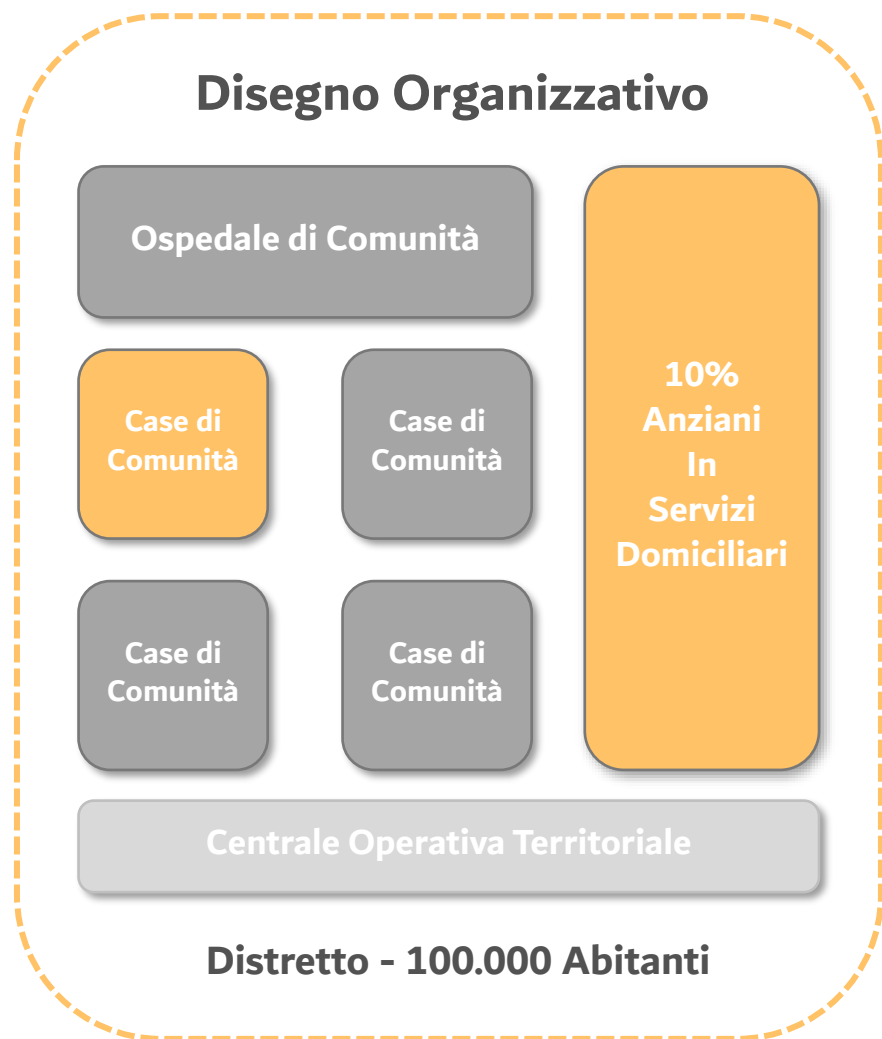 Disegno Organizzativo
Ospedale di Comunità
Case di
Comunità
Case di
Comunità
Case di
Comunità
Case di
Comunità
10%
Anziani
In
Servizi
Domiciliari
Centrale Operativa Territoriale
Distretto - 100.000 Abitanti